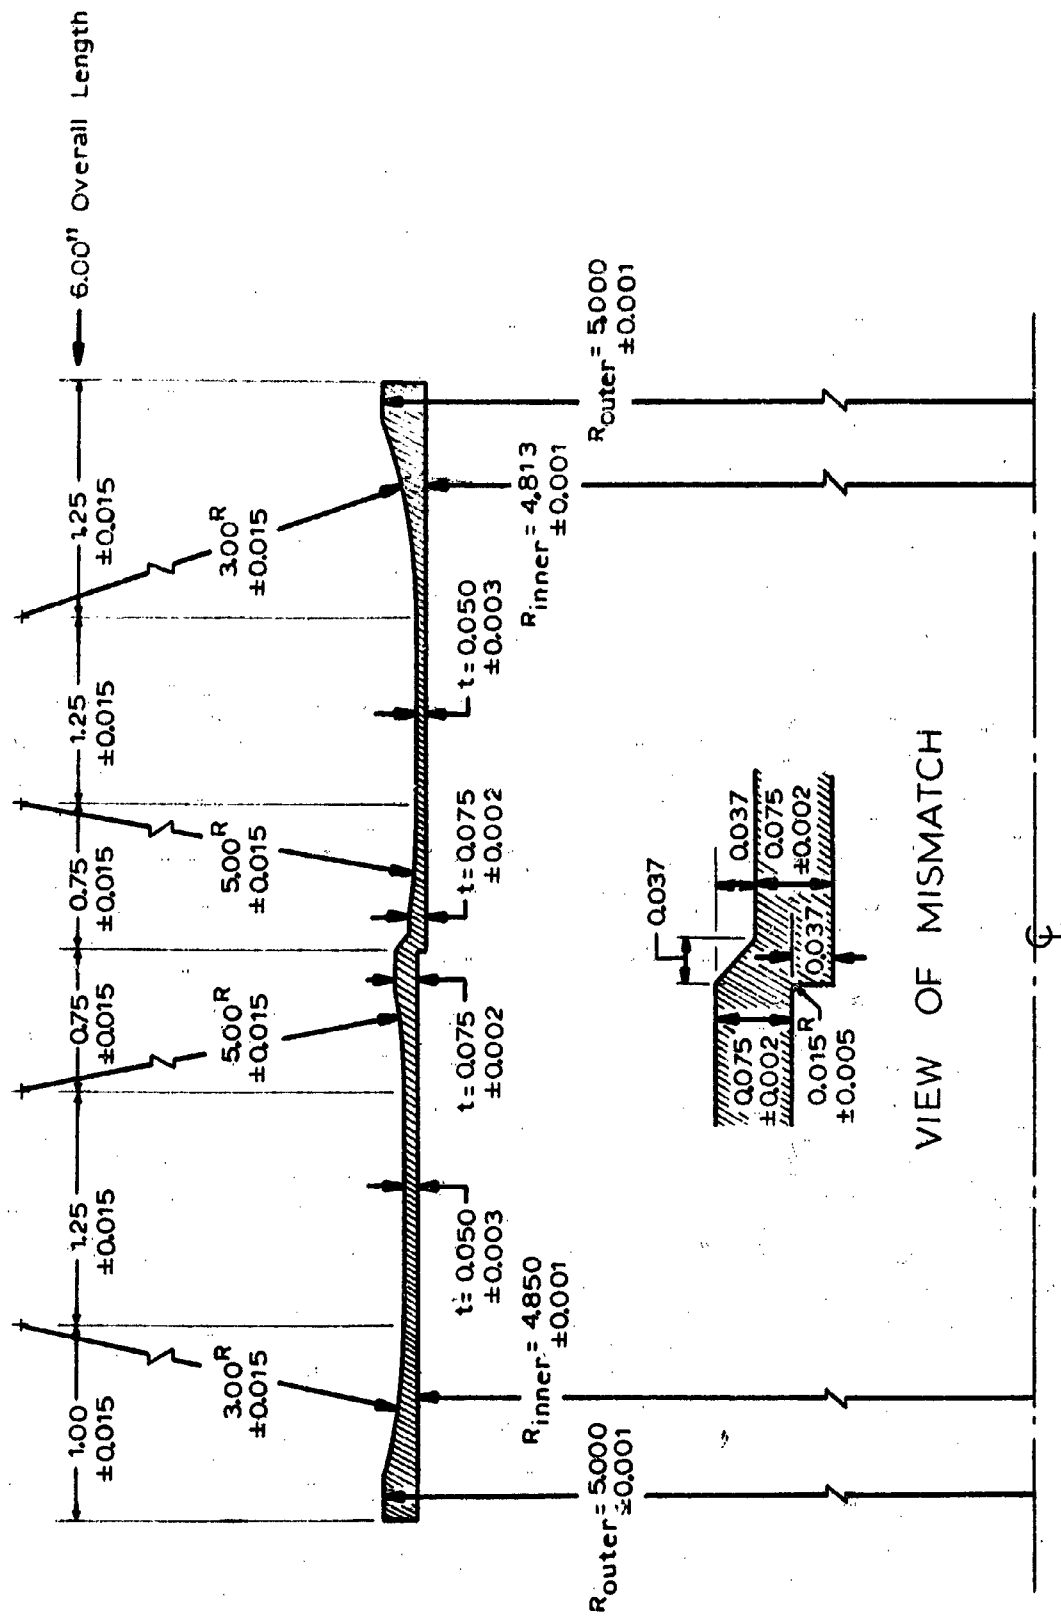 6.00" Overall Length
1.00
±0.015
1.25
±0.015
0.75
±0.015
0.75
±0.015
1.25
±0.015
1.25
±0.015
3.00R
±0.015
5.00R
±0.015
5.00R
±0.015
3.00R
±0.015
t=0.050
±0.003
t=0.075
±0.002
t=0.075
±0.002
t=0.050
±0.003
Router=5.000
±0.001
Rinner=4.850
±0.001
Rinner=4.813
±0.001
Router=5.000
±0.001
0.037
0.037
0.075
±0.002
0.075
±0.002
0.037
0.015R
±0.005
VIEW OF MISMATCH
℄